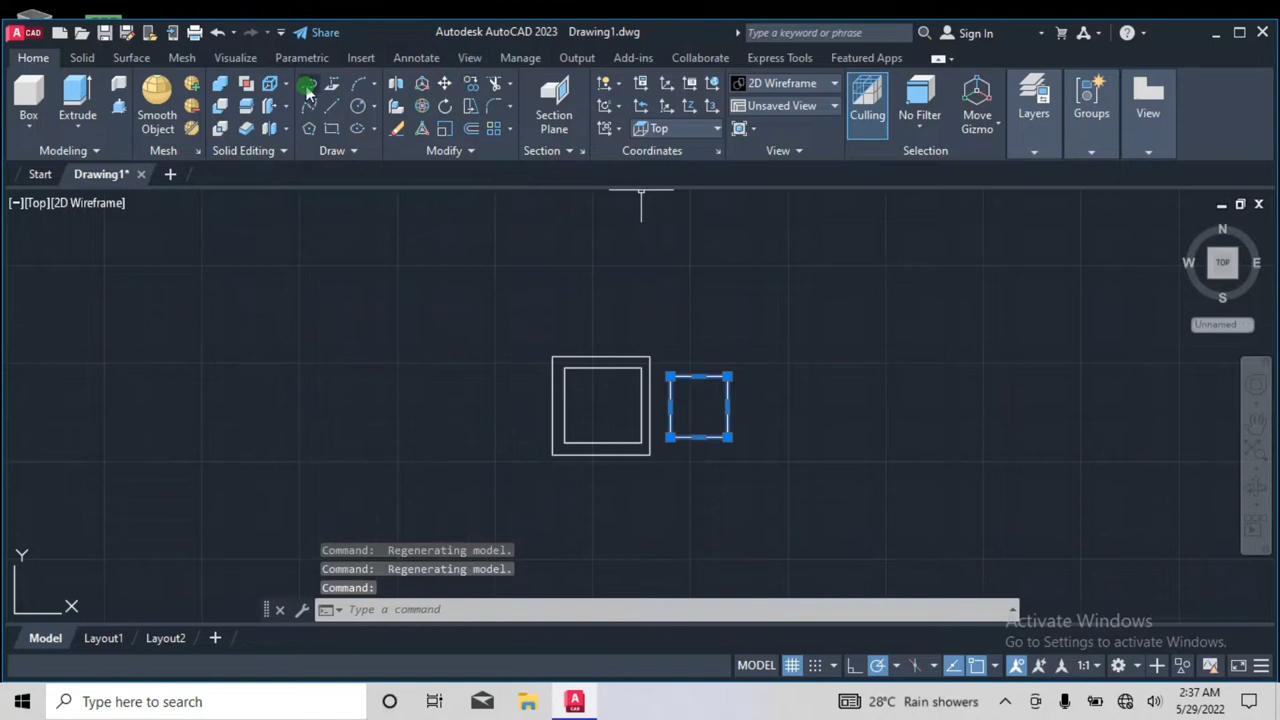 CAD
Share
Autodesk AutoCAD 2023 Drawing1.dwg
Type a keyword or phrase
Sign In
Home Solid Surface Mesh Visualize Parametric Insert Annotate View Manage Output Add-ins Collaborate Express Tools Featured Apps
Box Extrude Smooth Object Section Plane Top 2D Wireframe Unsaved View Culling No Filter Move Gizmo Layers Groups View
Modeling Mesh Solid Editing Draw Modify Section Coordinates View Selection
Start Drawing1*
[−][Top][2D Wireframe]
N
W TOP E
S
Unnamed
Y
X
Command: Regenerating model.
Command: Regenerating model.
Command:
Type a command
Activate Windows
Go to Settings to activate Windows.
Model Layout1 Layout2
MODEL 1:1
Type here to search
28°C Rain showers
2:37 AM
5/29/2022